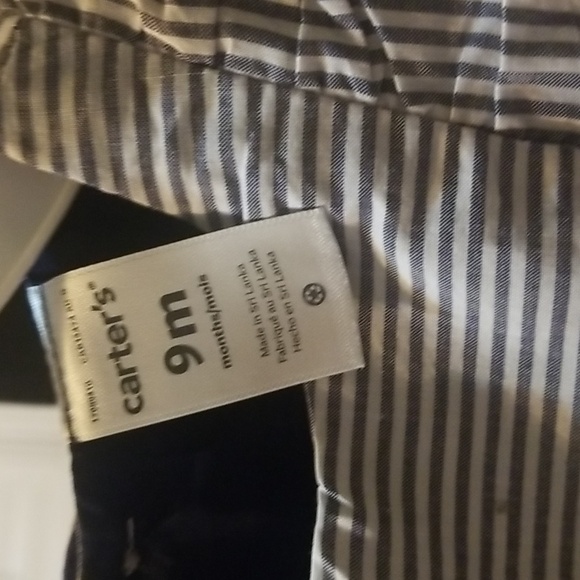 carter's®
9m
months/mois
Made in Sri Lanka
Fabriqué au Sri Lanka
Hecho en Sri Lanka